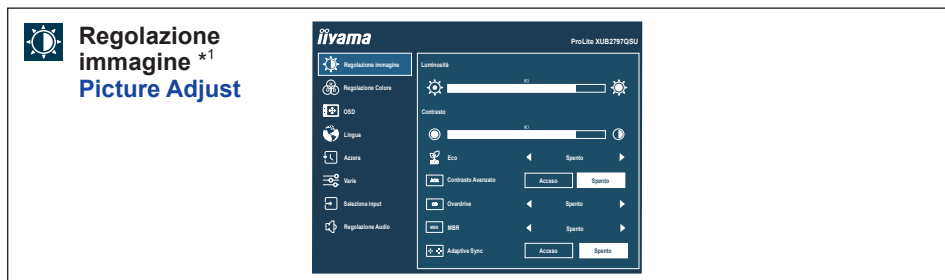 Regolazione
immagine *1
Picture Adjust
iiyama
ProLite XUB2797QSU
Regolazione immagine
Regolazione Colore
OSD
Lingua
Azzera
Varie
Seleziona input
Regolazione Audio
Luminosità
80
Contrasto
80
Eco
Spento
Contrasto Avanzato
Acceso
Spento
Overdrive
Spento
MBR
Spento
Adaptive Sync
Acceso
Spento